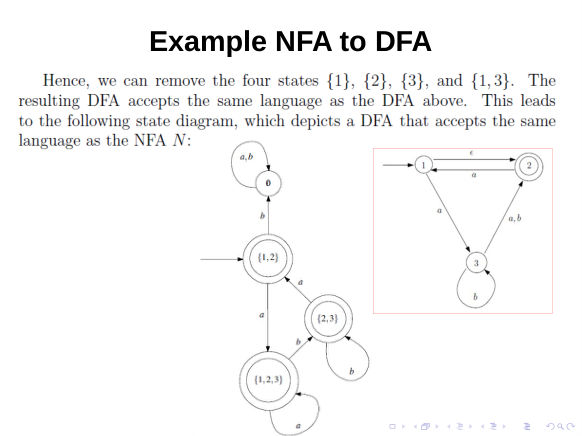 Example NFA to DFA
Hence, we can remove the four states {1}, {2}, {3}, and {1, 3}. The
resulting DFA accepts the same language as the DFA above. This leads
to the following state diagram, which depicts a DFA that accepts the same
language as the NFA N:
a,b
0
b
{1,2}
a
a
{2,3}
b
b
{1,2,3}
a
1
ϵ
2
a
a
a,b
3
b